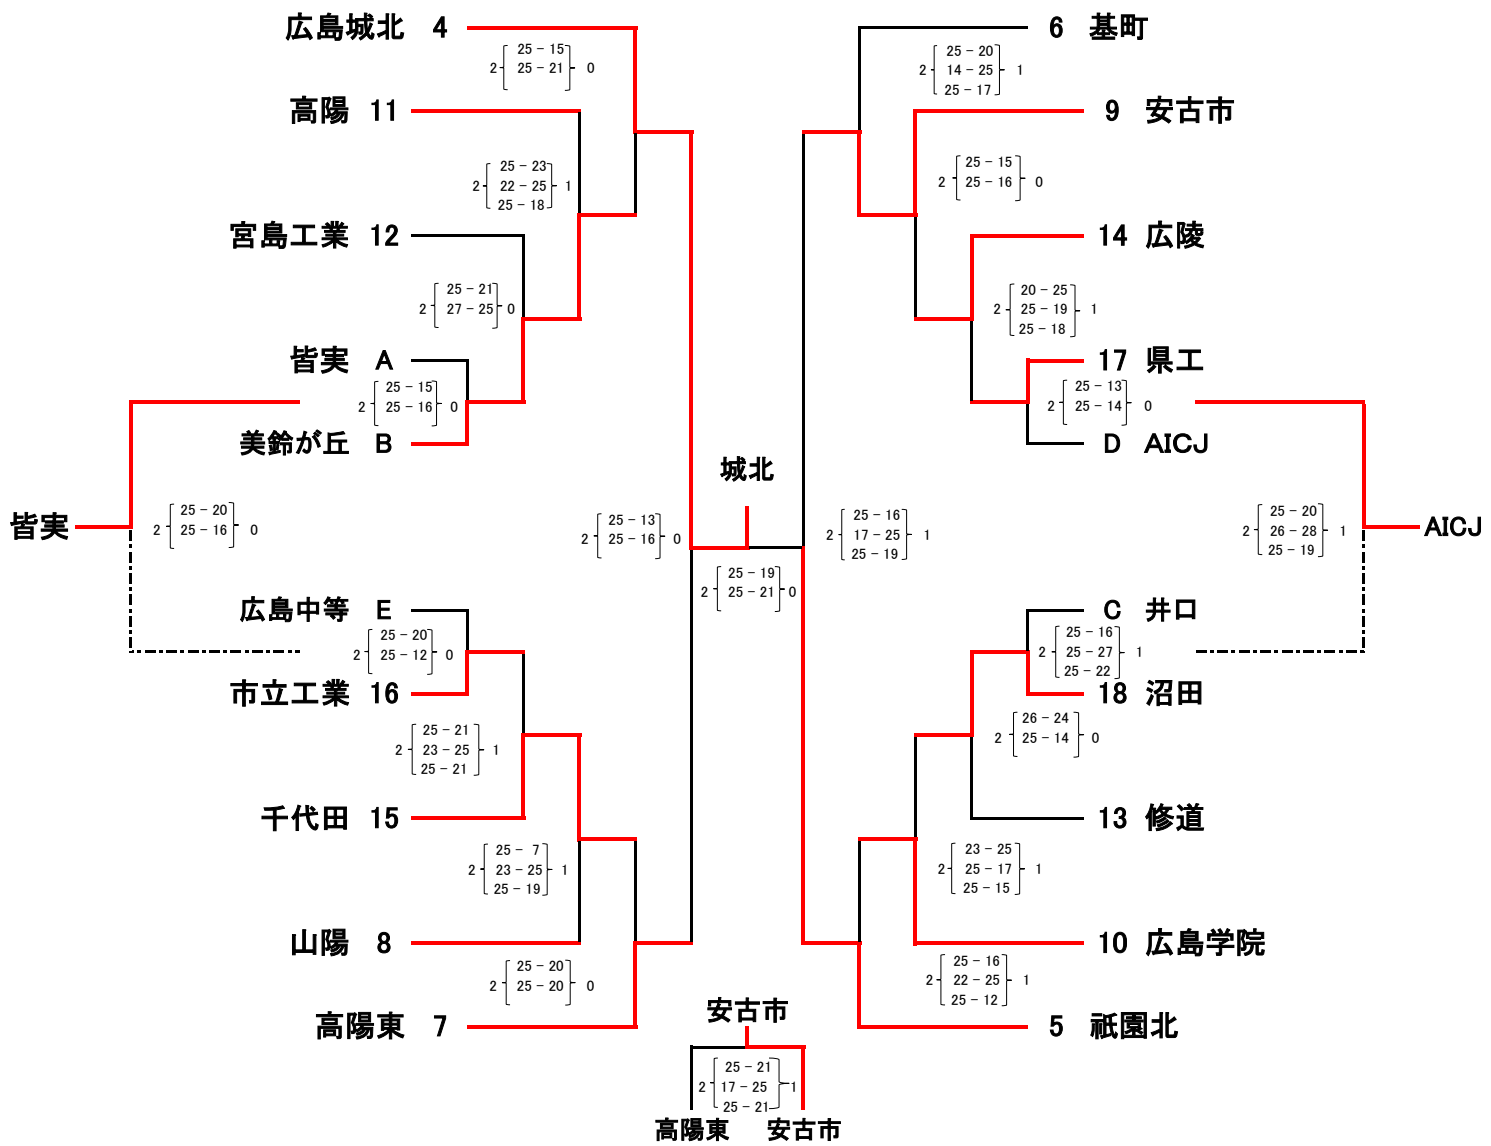 広島城北 4
25 − 15
2 25 − 21 0
高陽 11
25 − 23
2 22 − 25 1
25 − 18
宮島工業 12
25 − 21
2 27 − 25 0
皆実 A
25 − 15
2 25 − 16 0
美鈴が丘 B
皆実
25 − 20
2 25 − 16 0
広島中等 E
25 − 20
2 25 − 12 0
市立工業 16
25 − 21
2 23 − 25 1
25 − 21
千代田 15
25 − 7
2 23 − 25 1
25 − 19
山陽 8
25 − 20
2 25 − 20 0
高陽東 7
25 − 13
2 25 − 16 0
城北
25 − 19
2 25 − 21 0
25 − 16
2 17 − 25 1
25 − 19
6 基町
25 − 20
2 14 − 25 1
25 − 17
9 安古市
25 − 15
2 25 − 16 0
14 広陵
20 − 25
2 25 − 19 1
25 − 18
17 県工
25 − 13
2 25 − 14 0
D AICJ
25 − 20
2 26 − 28 1
25 − 19
AICJ
C 井口
25 − 16
2 25 − 27 1
25 − 22
18 沼田
26 − 24
2 25 − 14 0
13 修道
23 − 25
2 25 − 17 1
25 − 15
10 広島学院
25 − 16
2 22 − 25 1
25 − 12
5 祇園北
安古市
25 − 21
2 17 − 25 1
25 − 21
高陽東 安古市